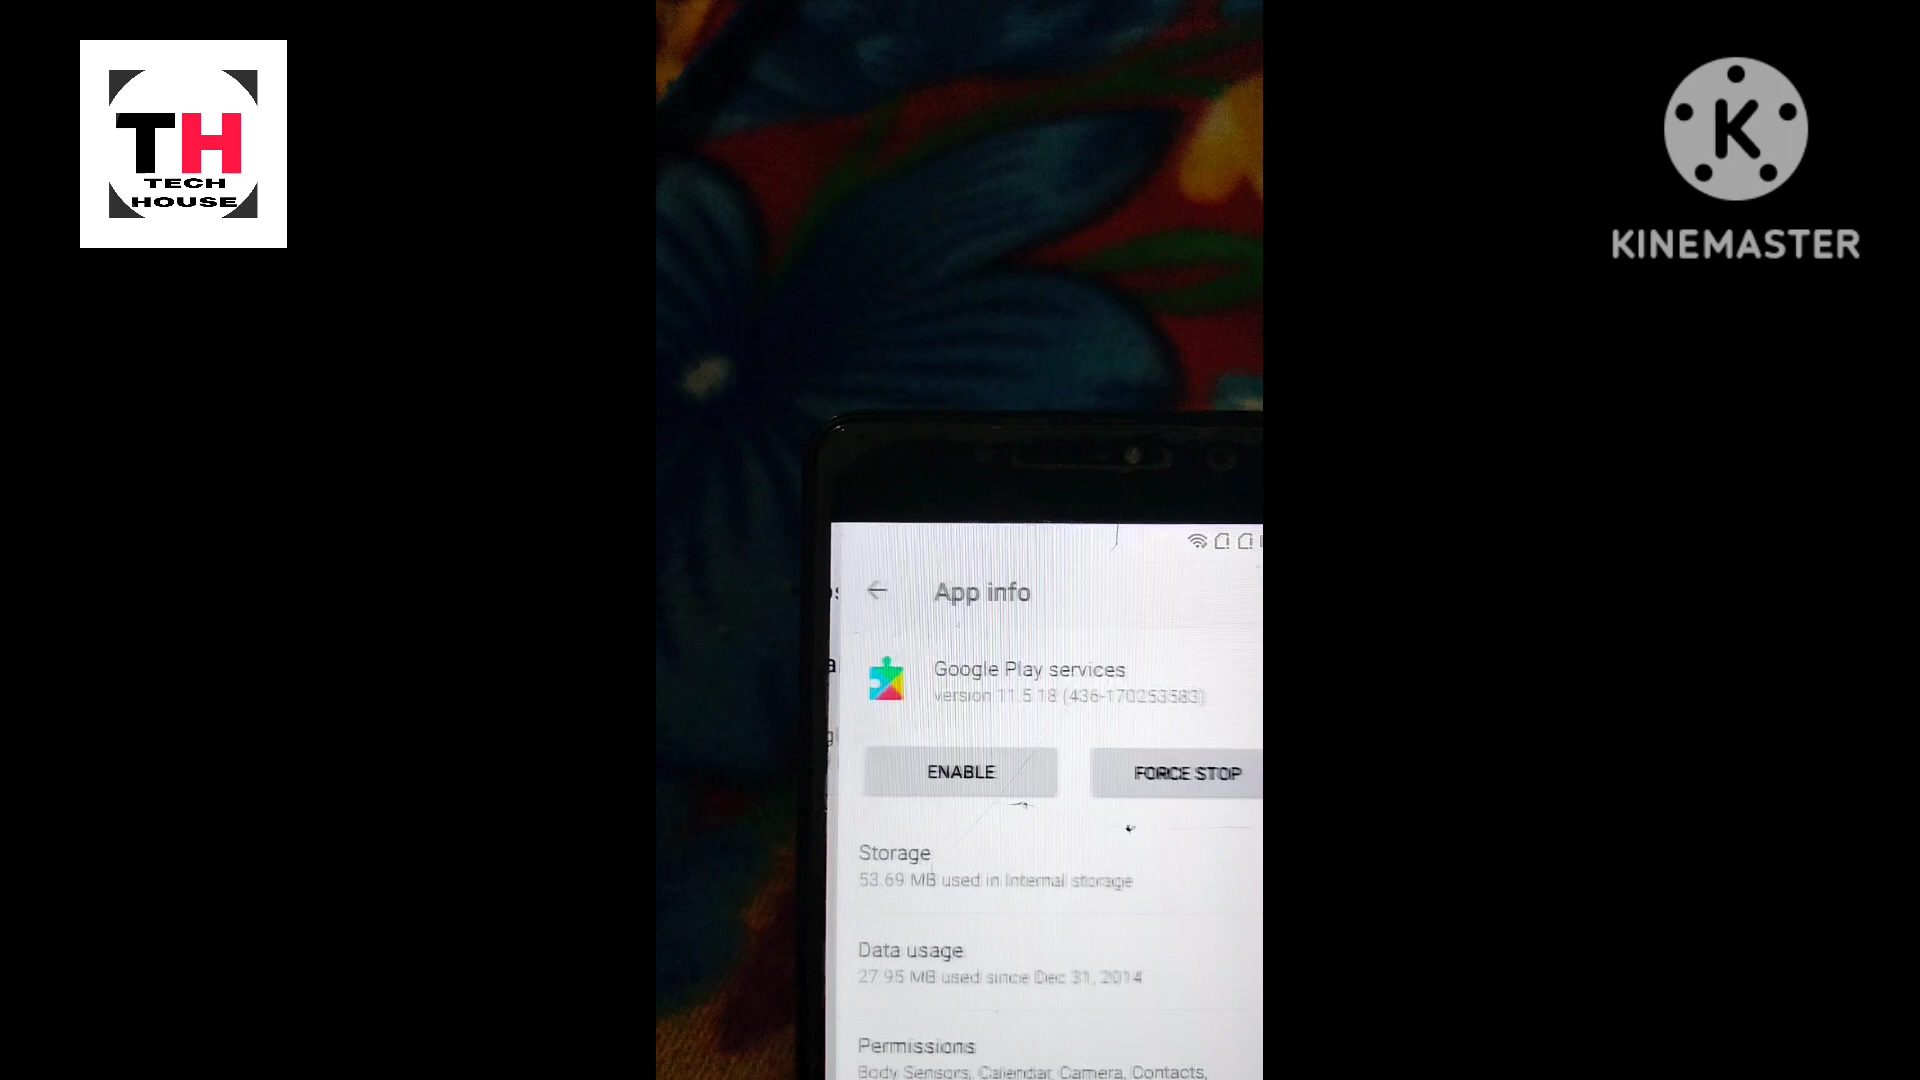 TH
TECH
HOUSE
K
KINEMASTER
App info
Google Play services
version 11.5.18 (436-170253583)
ENABLE
FORCE STOP
Storage
53.69 MB used in Internal storage
Data usage
27.95 MB used since Dec 31, 2014
Permissions
Body Sensors, Calendar, Camera, Contacts,